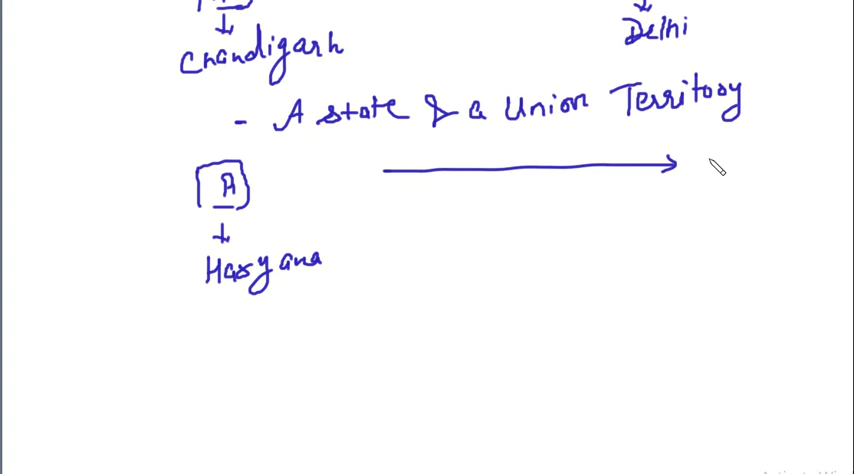 Chandigarh
Delhi
- A state & a Union Territory
A
Haryana